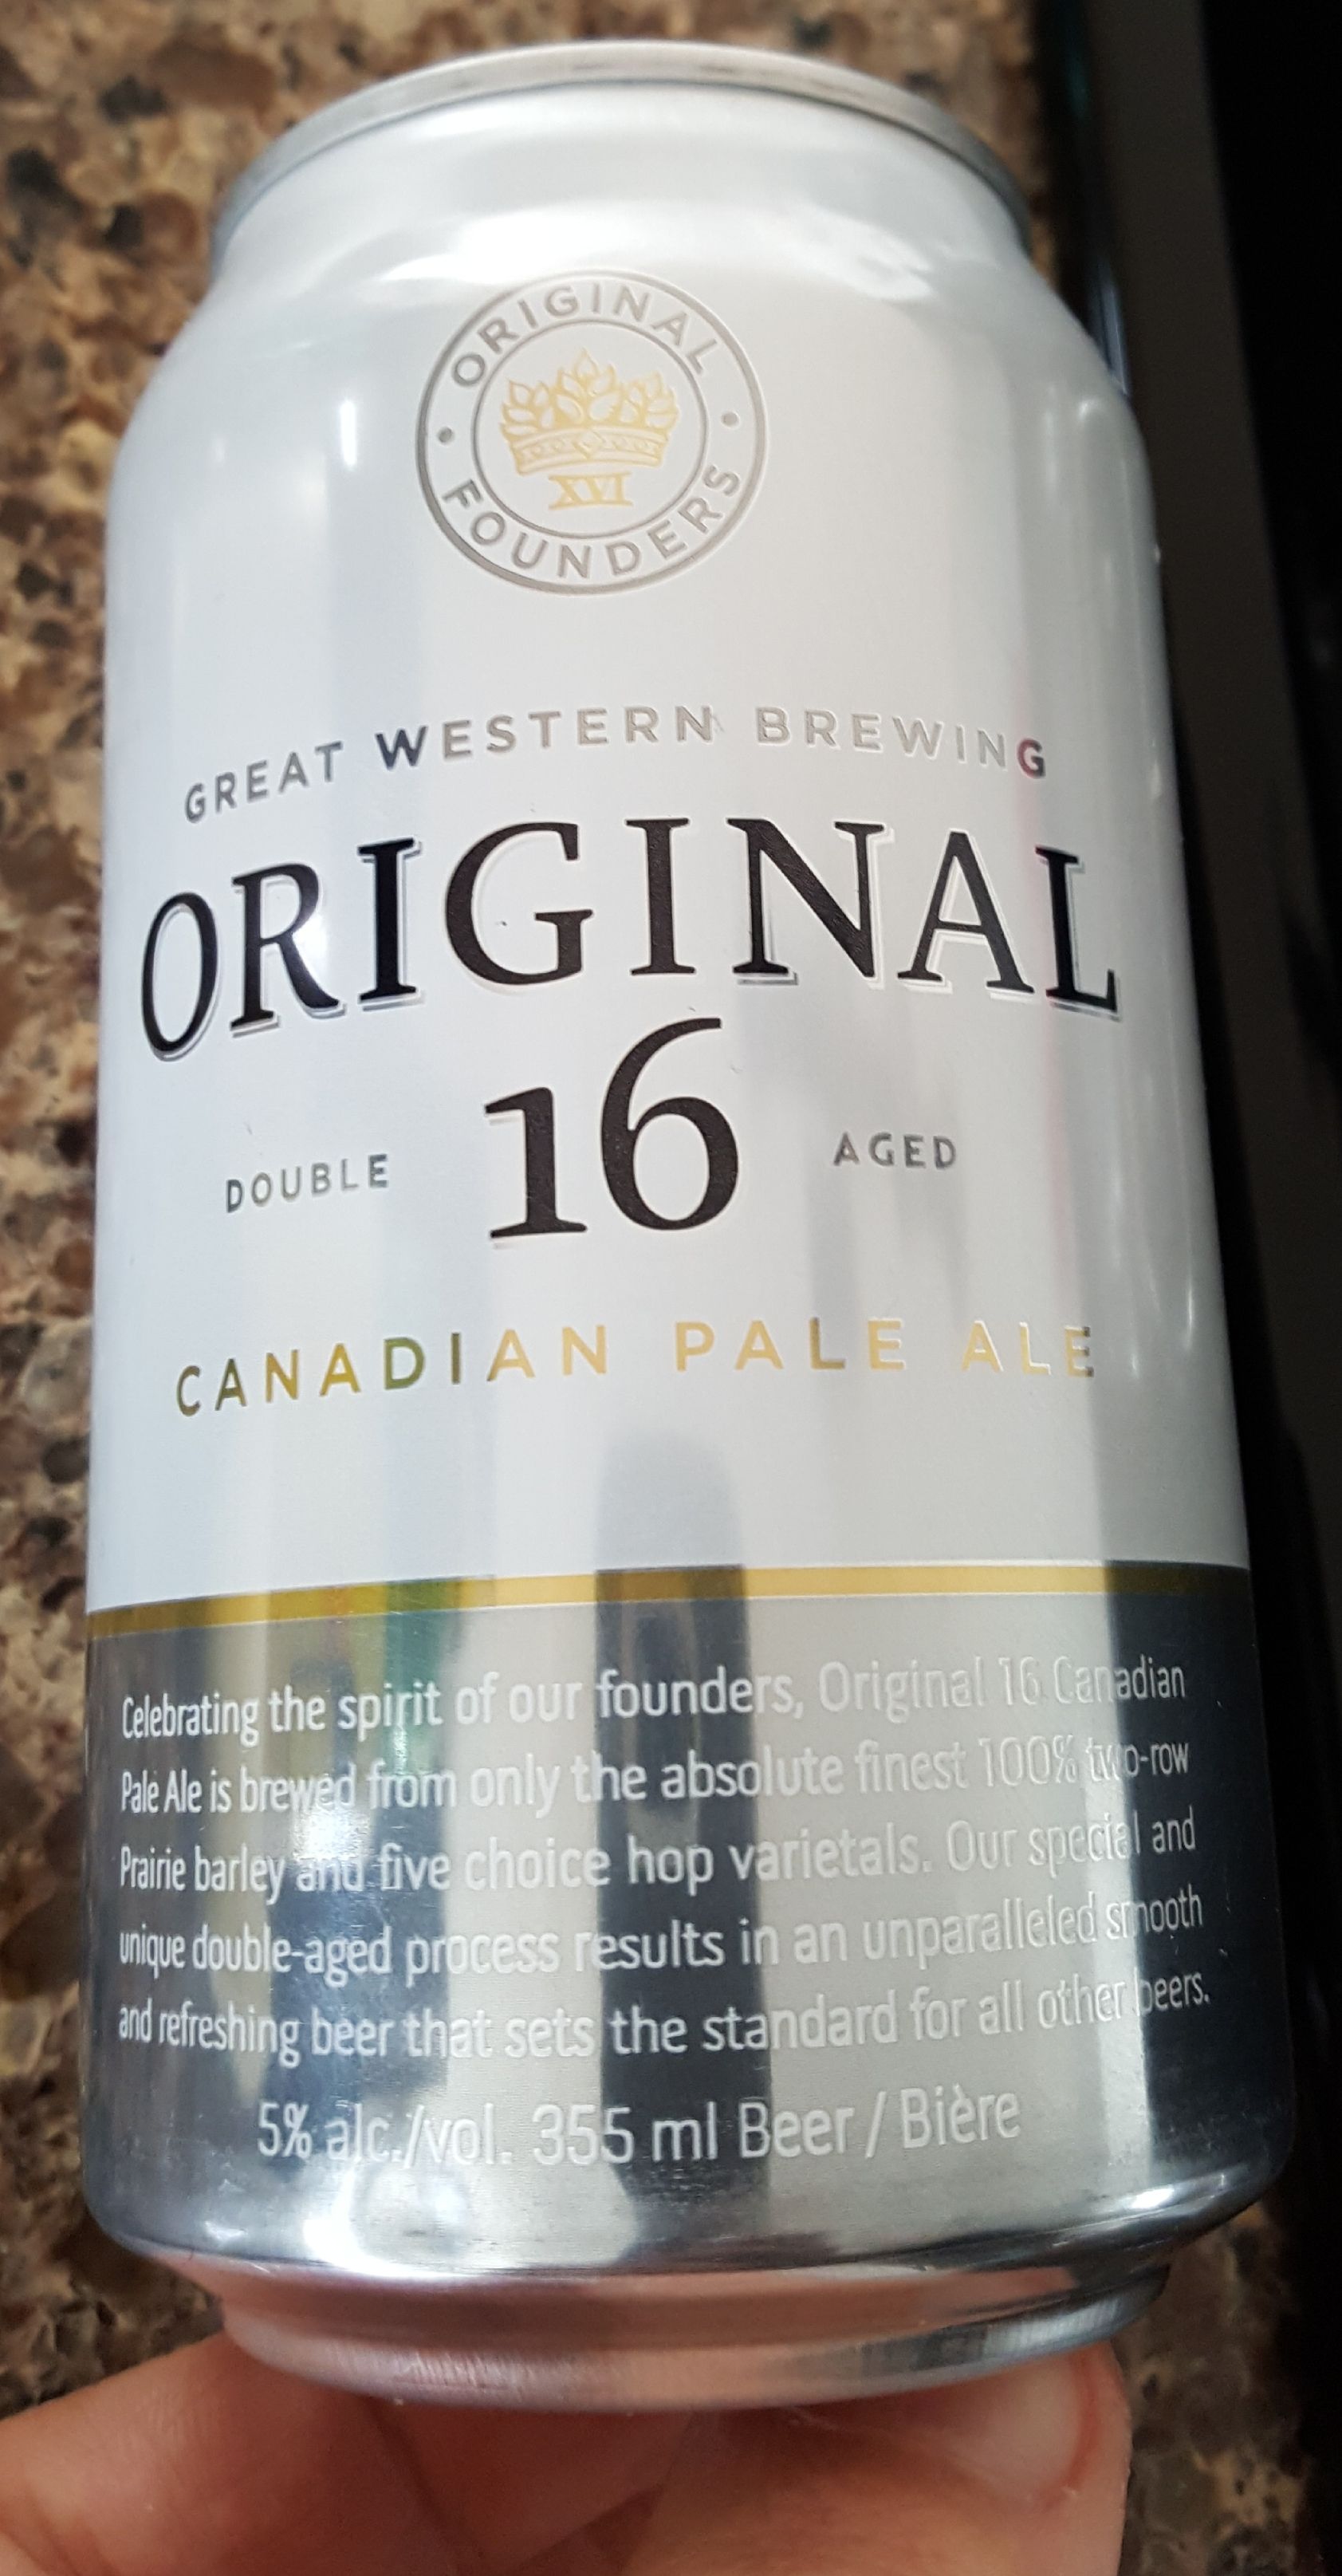 ORIGINAL
XVI
FOUNDERS
GREAT WESTERN BREWING
ORIGINAL
16
DOUBLE AGED
CANADIAN PALE ALE
Celebrating the spirit of our founders, Original 16 Canadian
Pale Ale is brewed from only the absolute finest 100% two-row
Prairie barley and five choice hop varietals. Our special and
unique double-aged process results in an unparalleled smooth
and refreshing beer that sets the standard for all other beers.
5% alc./vol. 355 ml Beer / Bière